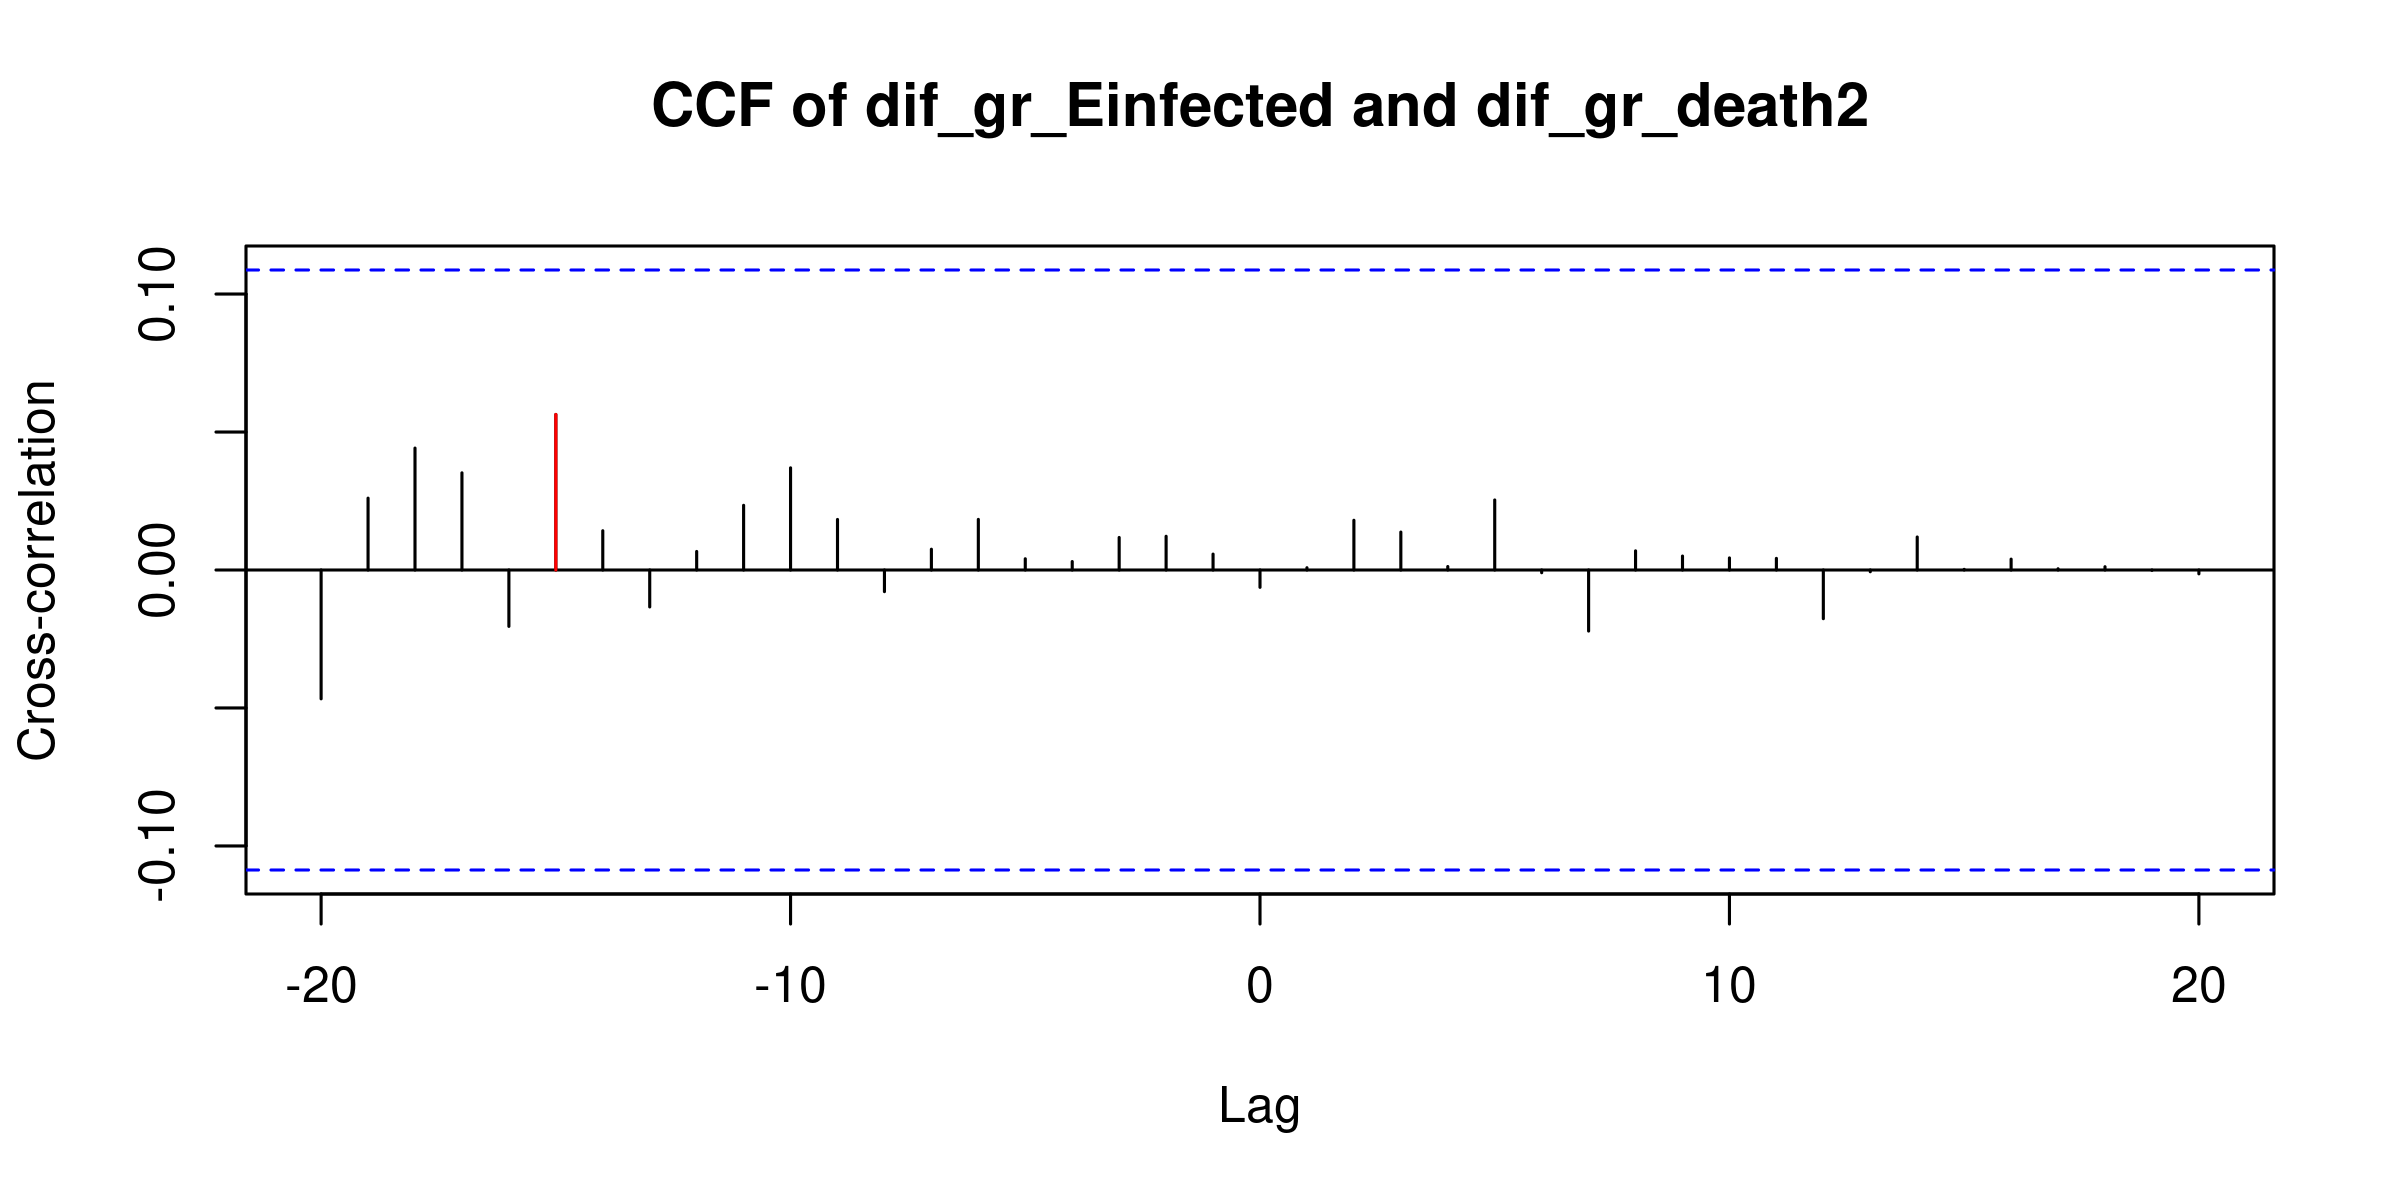 CCF of dif_gr_Einfected and dif_gr_death2
Cross-correlation
0.10
0.00
-0.10
-20 -10 0 10 20
Lag